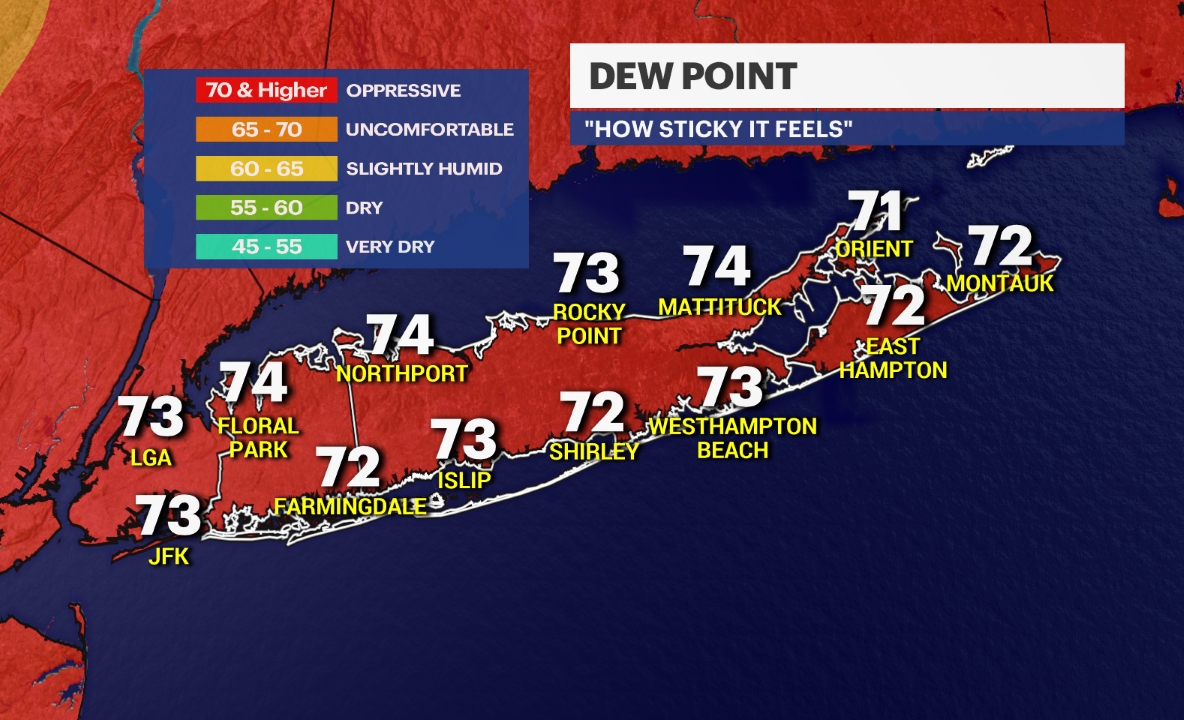 DEW POINT
"HOW STICKY IT FEELS"
70 & Higher OPPRESSIVE
65 - 70 UNCOMFORTABLE
60 - 65 SLIGHTLY HUMID
55 - 60 DRY
45 - 55 VERY DRY
71
ORIENT
72
MONTAUK
73
ROCKY
POINT
74
MATTITUCK
72
EAST
HAMPTON
74
NORTHPORT
74
FLORAL
PARK
73
LGA
72
SHIRLEY
73
WESTHAMPTON
BEACH
73
ISLIP
72
FARMINGDALE
73
JFK